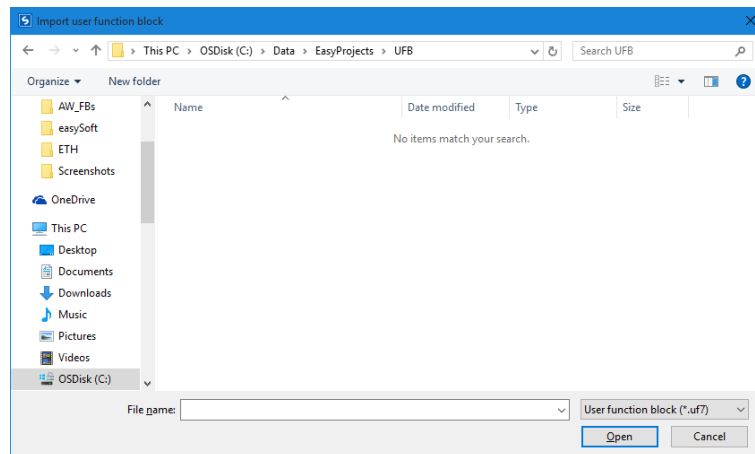 Import user function block
This PC > OSDisk (C:) > Data > EasyProjects > UFB
Search UFB
Organize
New folder
AW_FBs
easySoft
ETH
Screenshots
OneDrive
This PC
Desktop
Documents
Downloads
Music
Pictures
Videos
OSDisk (C:)
Name
Date modified
Type
Size
No items match your search.
File name:
User function block (*.uf7)
Open
Cancel